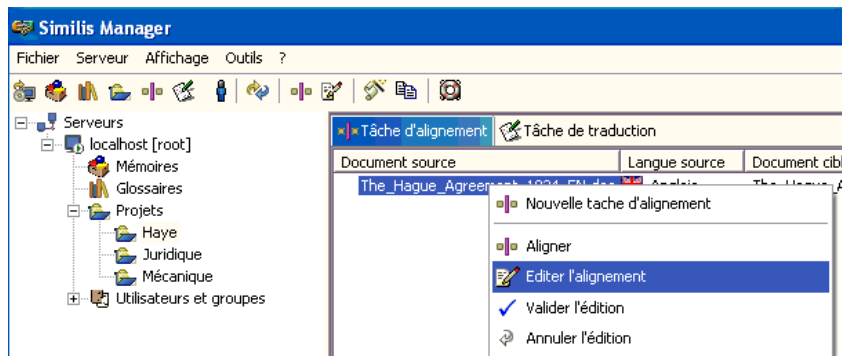 Similis Manager
Fichier Serveur Affichage Outils ?
Serveurs
localhost [root]
Mémoires
Glossaires
Projets
Haye
Juridique
Mécanique
Utilisateurs et groupes
Tâche d'alignement Tâche de traduction
Document source Langue source Document cibl
The_Hague_Agreement_1934_EN.doc Anglais The_Hague_A
Nouvelle tache d'alignement
Aligner
Editer l'alignement
Valider l'édition
Annuler l'édition